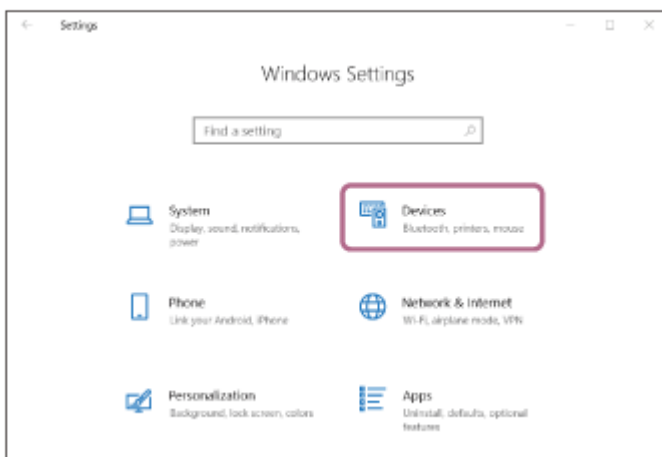 Settings
Windows Settings
Find a setting
System
Display, sound, notifications,
power
Devices
Bluetooth, printers, mouse
Phone
Link your Android, iPhone
Network & Internet
Wi-Fi, airplane mode, VPN
Personalization
Background, lock screen, colors
Apps
Uninstall, defaults, optional
features